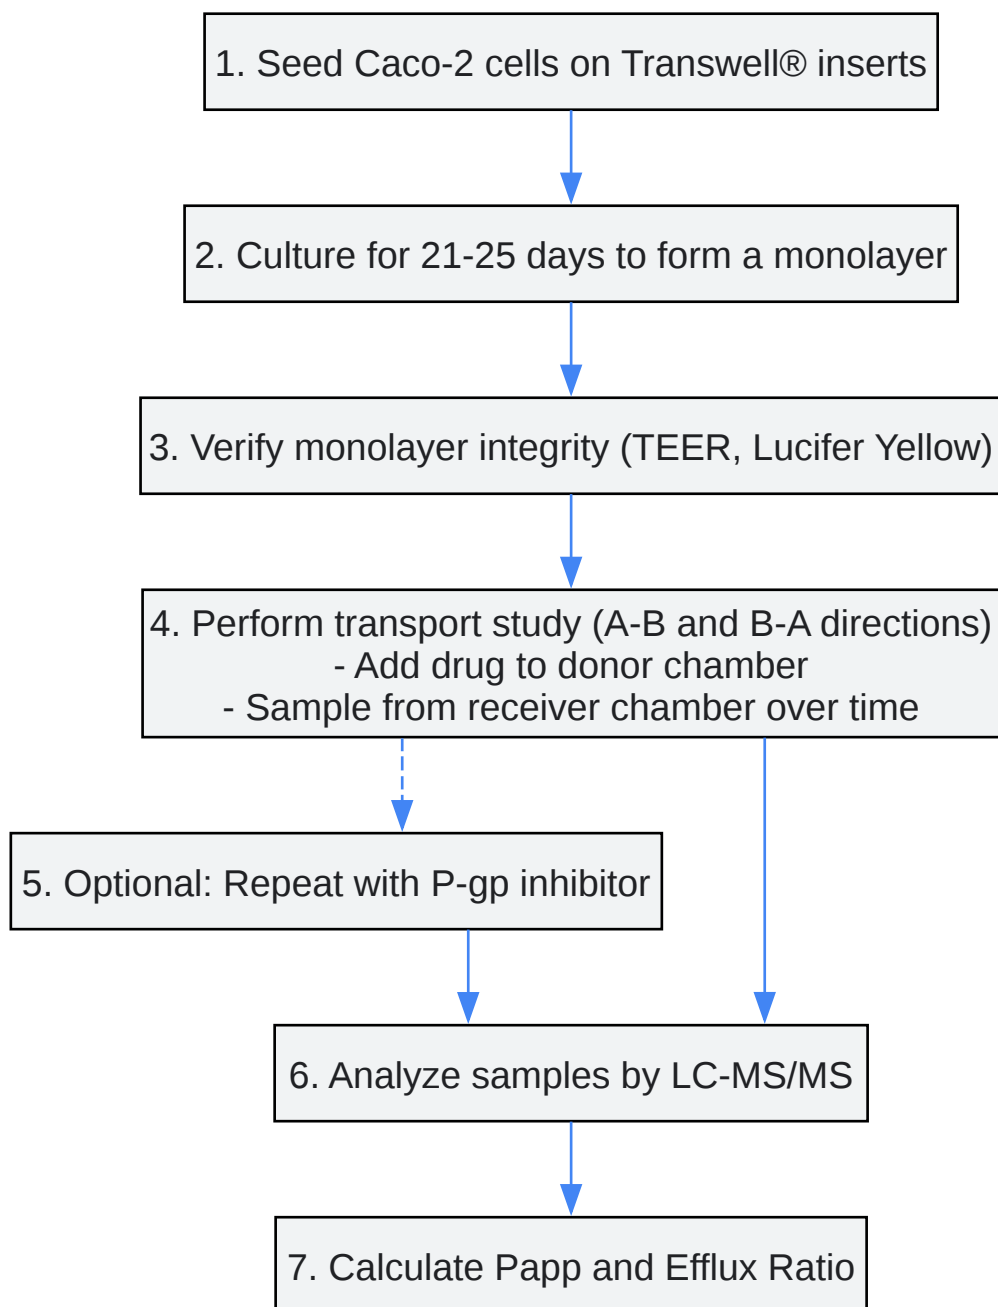 1. Seed Caco-2 cells on Transwell® inserts
2. Culture for 21-25 days to form a monolayer
3. Verify monolayer integrity (TEER, Lucifer Yellow)
4. Perform transport study (A-B and B-A directions)
- Add drug to donor chamber
- Sample from receiver chamber over time
5. Optional: Repeat with P-gp inhibitor
6. Analyze samples by LC-MS/MS
7. Calculate Papp and Efflux Ratio